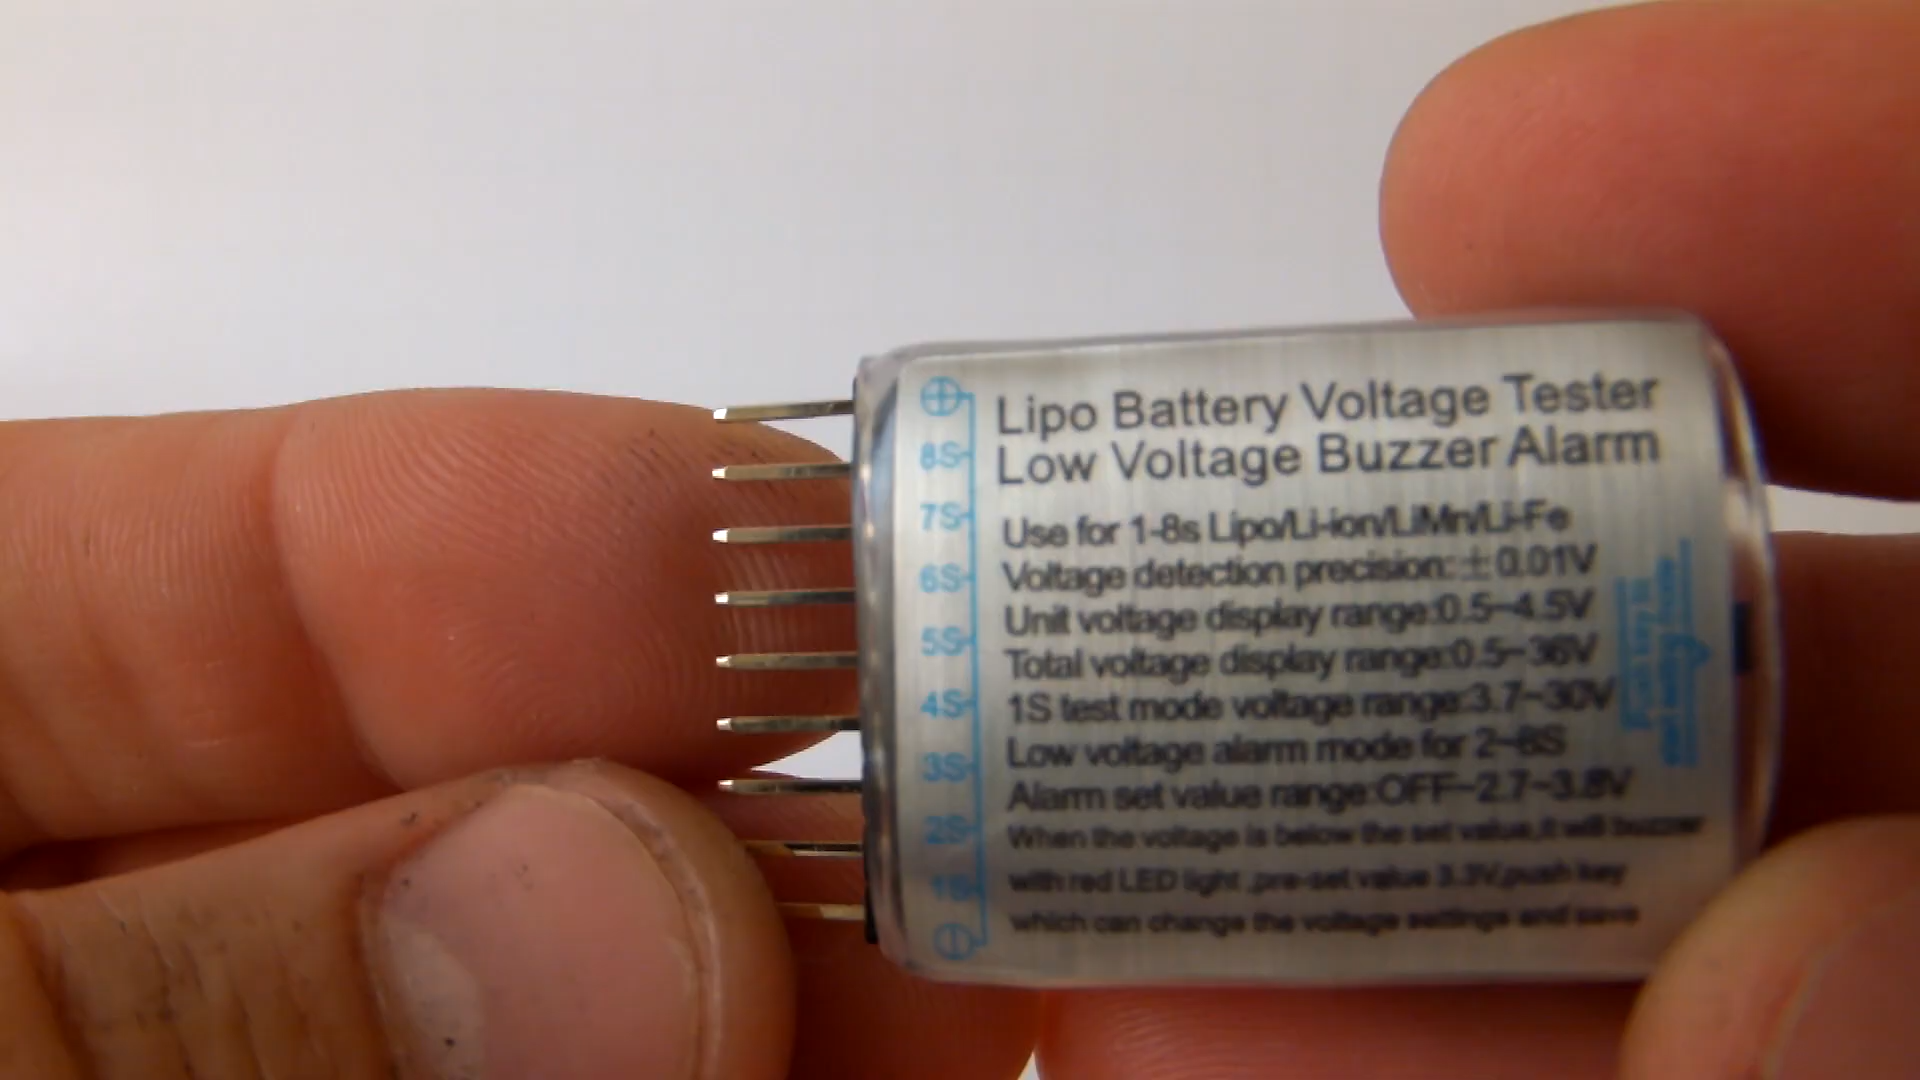 Lipo Battery Voltage Tester
Low Voltage Buzzer Alarm
Use for 1-8s Lipo/Li-ion/LiMn/Li-Fe
Voltage detection precision:±0.01V
Unit voltage display range:0.5~4.5V
Total voltage display range:0.5~36V
1S test mode voltage range:3.7~30V
Low voltage alarm mode for 2~8S
Alarm set value range:OFF~2.7~3.8V
When the voltage is below the set value,it will buzzer
with red LED light ,pre-set value 3.3V,push key
which can change the voltage settings and save
8S
7S
6S
5S
4S
3S
2S
1S